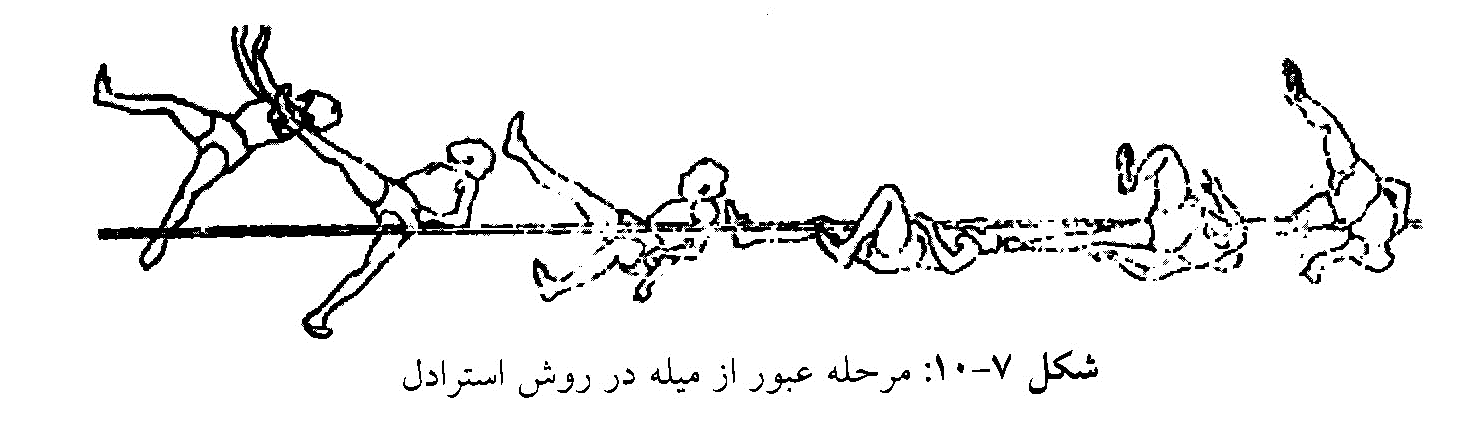 شکل ۷-۱۰: مرحله عبور از میله در روش استرادل